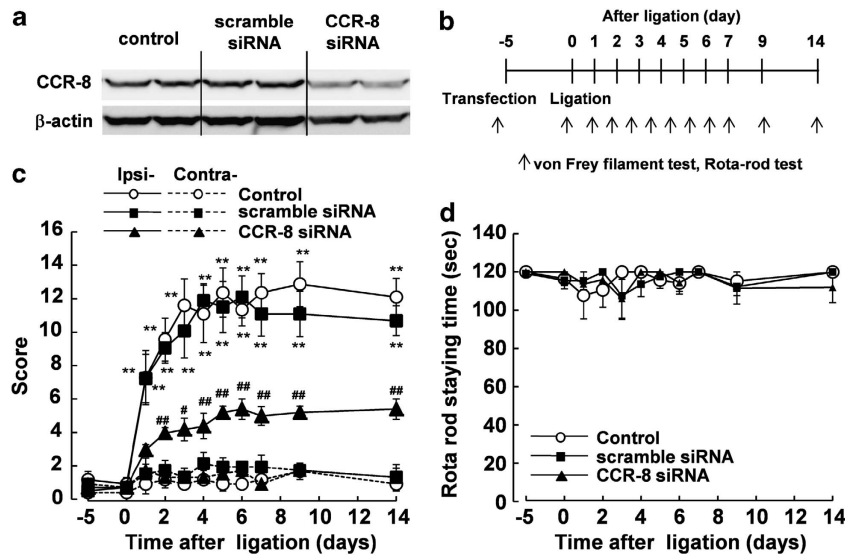 a
control
scramble
siRNA
CCR-8
siRNA
CCR-8
β-actin
b
After ligation (day)
-5 0 1 2 3 4 5 6 7 9 14
Transfection Ligation
von Frey filament test, Rota-rod test
c
Ipsi- Contra-
Control
scramble siRNA
CCR-8 siRNA
Score
16
14
12
10
8
6
4
2
0
** ** ** ** ** ** ** ** **
** ** ** ** ** ** ** ** **
## # ## ## ## ## ## ##
-5 0 2 4 6 8 10 12 14
Time after ligation (days)
d
Rota rod staying time (sec)
140
120
100
80
60
40
20
0
Control
scramble siRNA
CCR-8 siRNA
-5 0 2 4 6 8 10 12 14
Time after ligation (days)